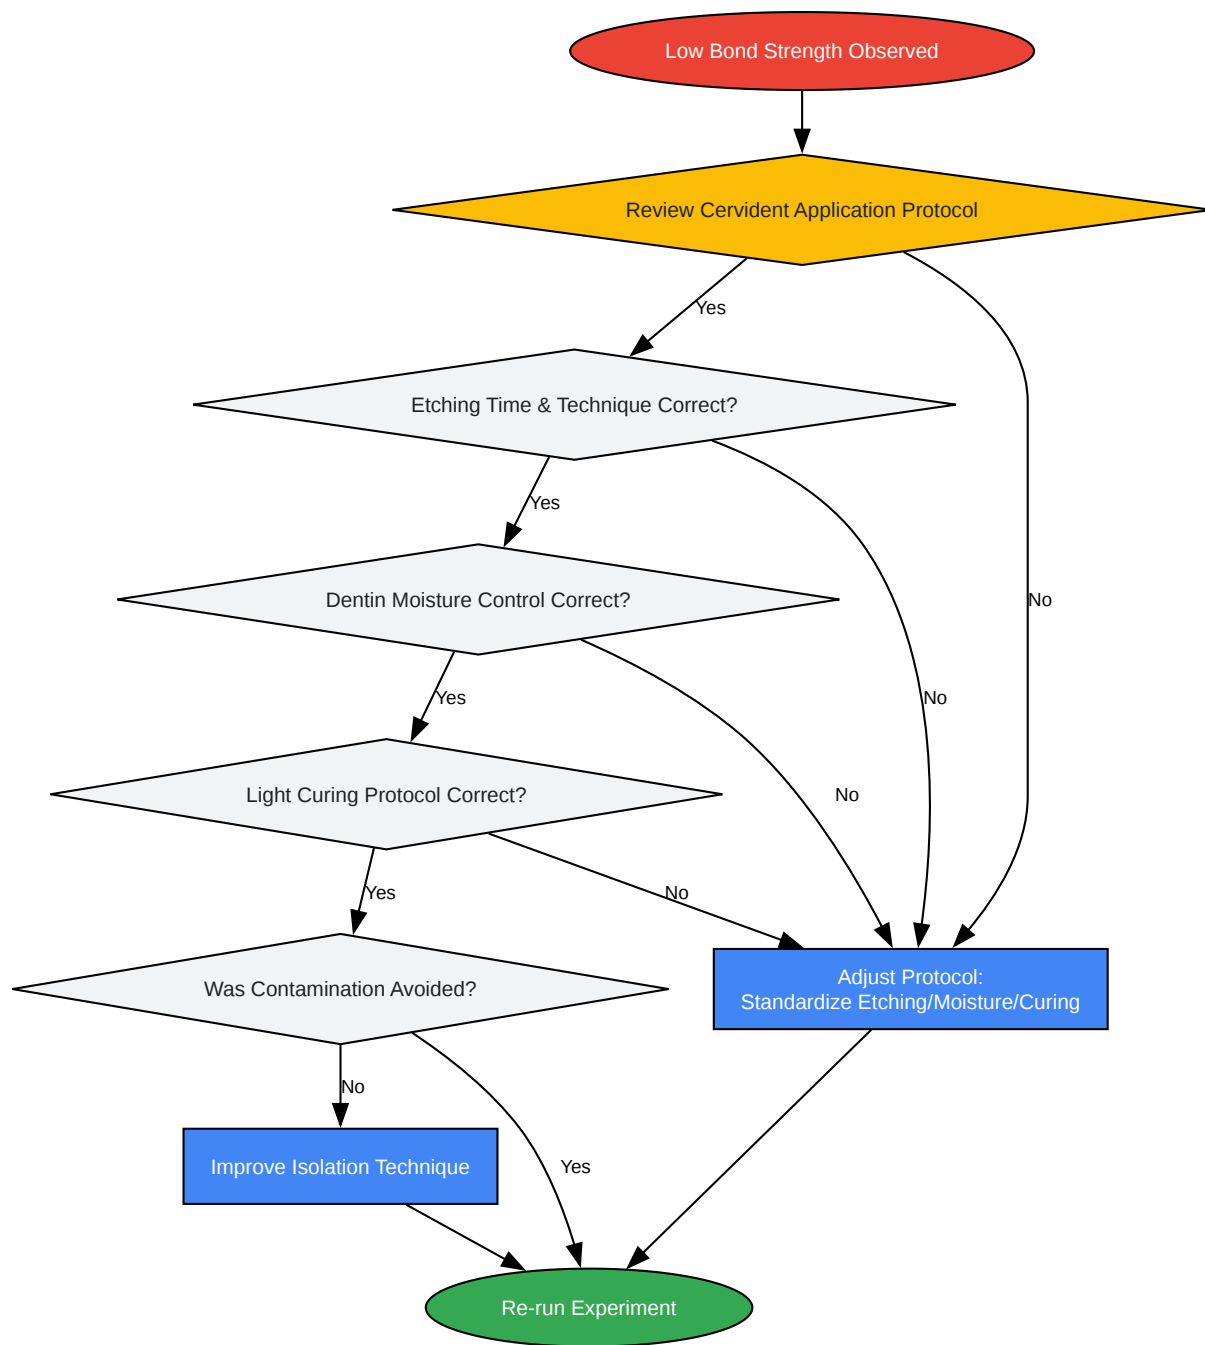 Low Bond Strength Observed
Review Cervident Application Protocol
Yes
Etching Time & Technique Correct?
Yes
Dentin Moisture Control Correct?
No
Yes
No
Light Curing Protocol Correct?
No
Yes
No
Was Contamination Avoided?
Adjust Protocol:
Standardize Etching/Moisture/Curing
No
Improve Isolation Technique
Yes
Re-run Experiment